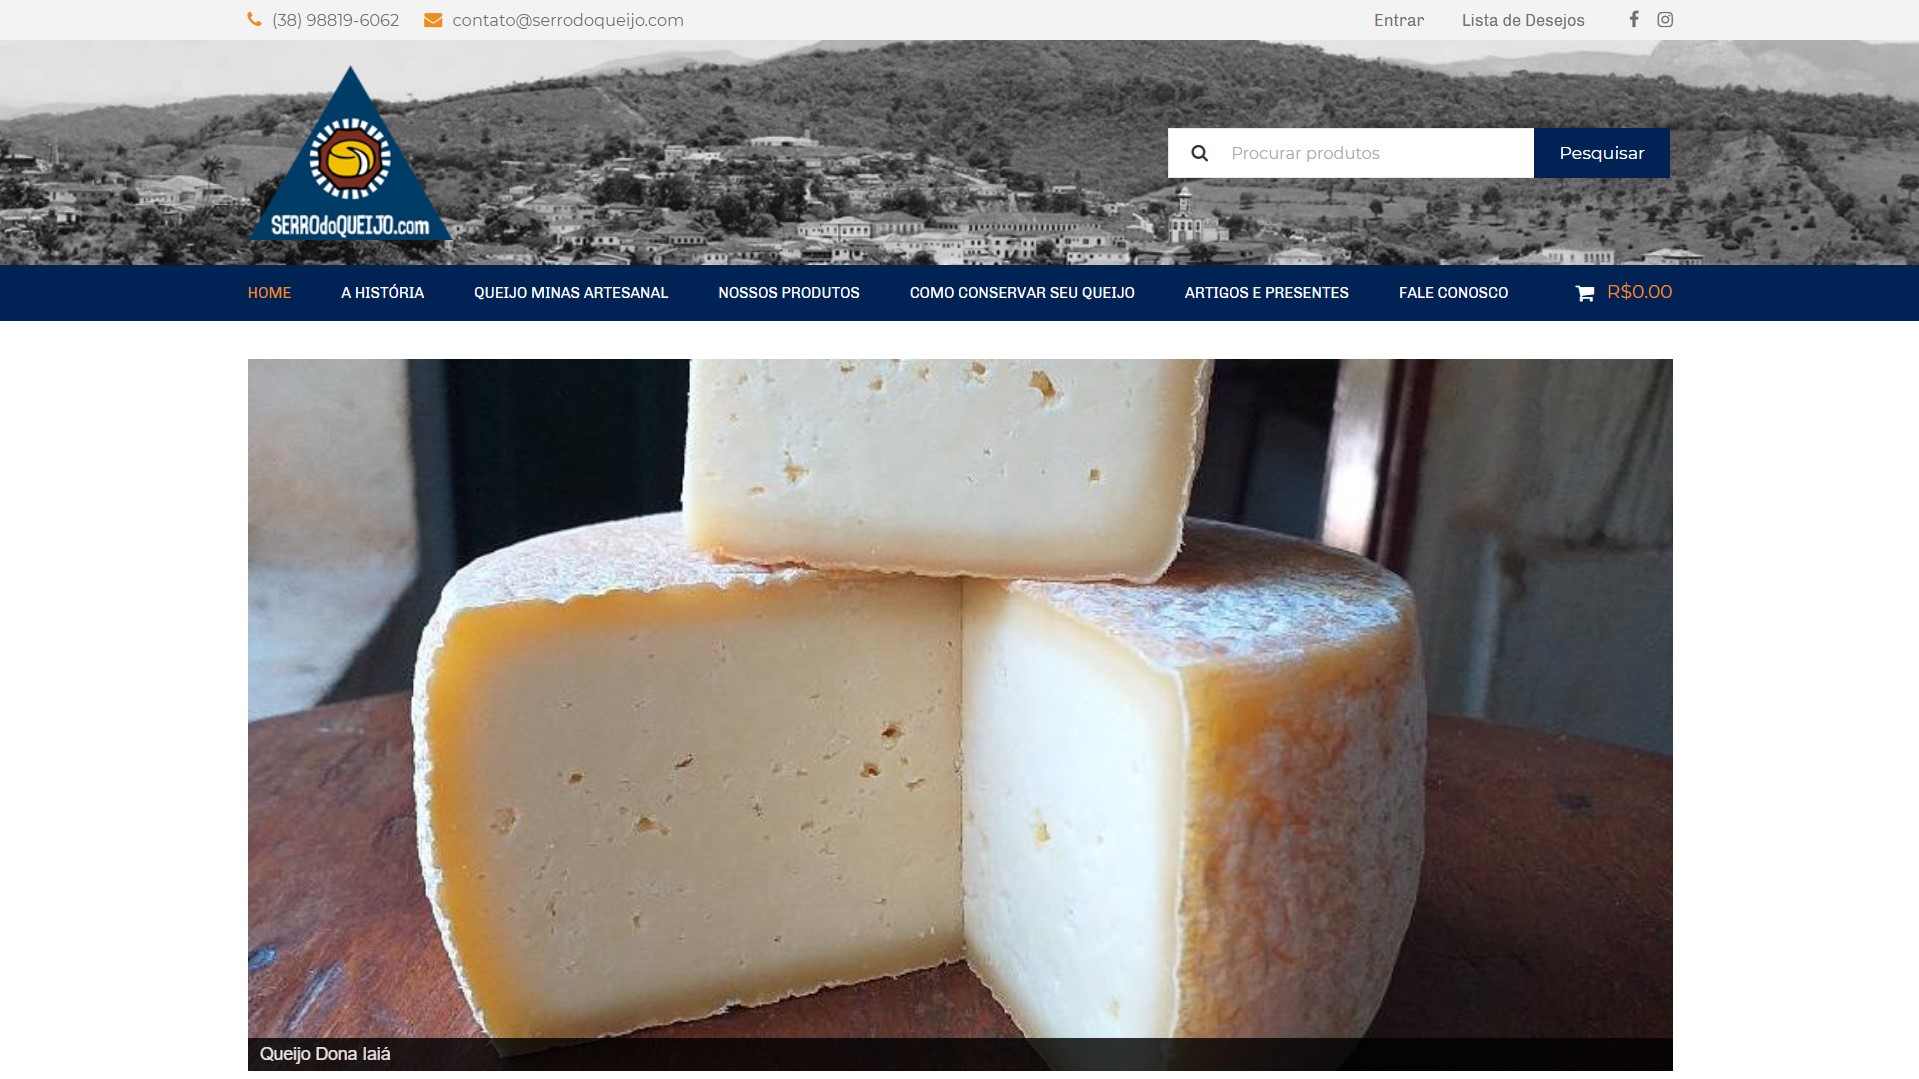 (38) 98819-6062 contato@serrodoqueijo.com Entrar Lista de Desejos
SERROdoQUEIJO.com
Procurar produtos Pesquisar
HOME A HISTÓRIA QUEIJO MINAS ARTESANAL NOSSOS PRODUTOS COMO CONSERVAR SEU QUEIJO ARTIGOS E PRESENTES FALE CONOSCO R$0.00
Queijo Dona Iaiá